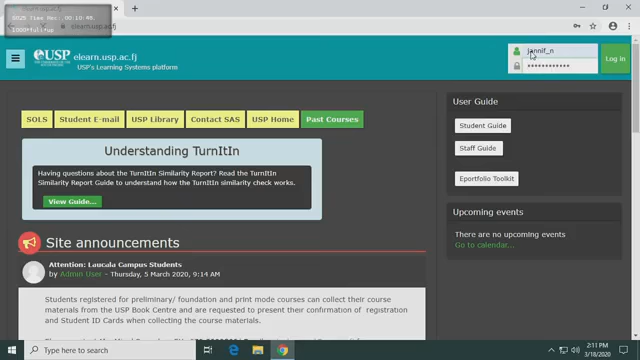 elearn.usp.ac.fj
USP
elearn.usp.ac.fj
USP's Learning Systems platform
jannif_n
************
Log in
SOLS
Student E-mail
USP Library
Contact SAS
USP Home
Past Courses
User Guide
Student Guide
Staff Guide
Eportfolio Toolkit
Understanding TurnItIn
Having questions about the TurnItIn Similarity Report? Read the TurnItIn
Similarity Report Guide to understand how the TurnItIn similarity check works.
View Guide...
Upcoming events
There are no upcoming events
Go to calendar...
Site announcements
Attention: Laucala Campus Students
by Admin User - Thursday, 5 March 2020, 9:14 AM
Students registered for preliminary/ foundation and print mode courses can collect their course
materials from the USP Book Centre and are requested to present their confirmation of registration
and Student ID Cards when collecting the course materials.
Type here to search
2:11 PM
3/18/2020